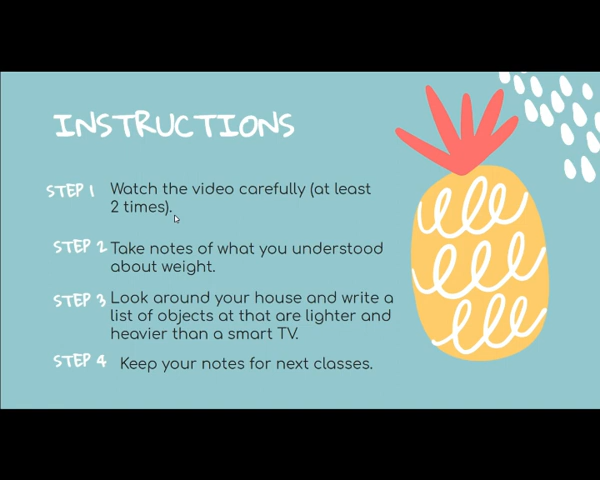 INSTRUCTIONS
STEP 1 Watch the video carefully (at least
2 times).
STEP 2 Take notes of what you understood
about weight.
STEP 3 Look around your house and write a
list of objects at that are lighter and
heavier than a smart TV.
STEP 4 Keep your notes for next classes.